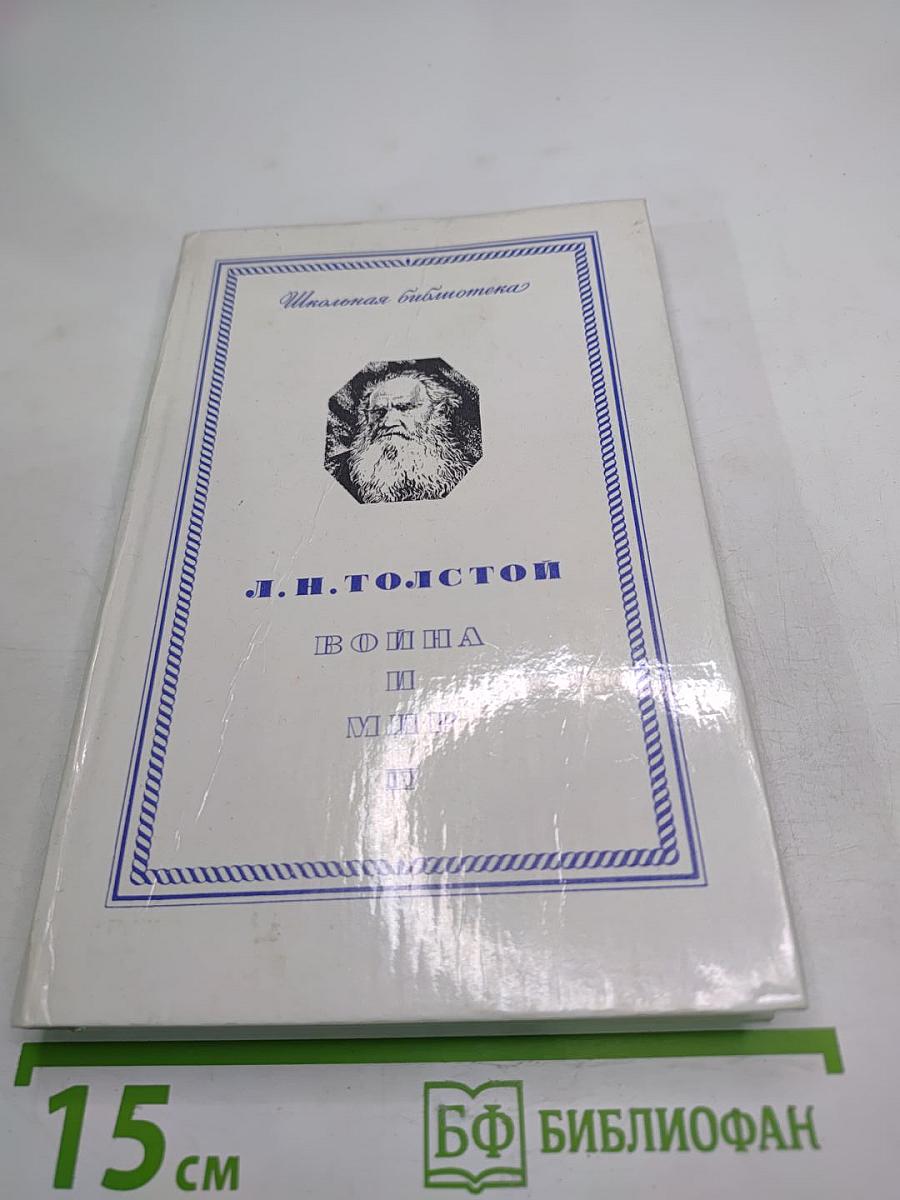 Школьная библиотека
Л. Н. ТОЛСТОЙ
ВОЙНА
И
МИР
II
15 см
БФ БИБЛИОФАН